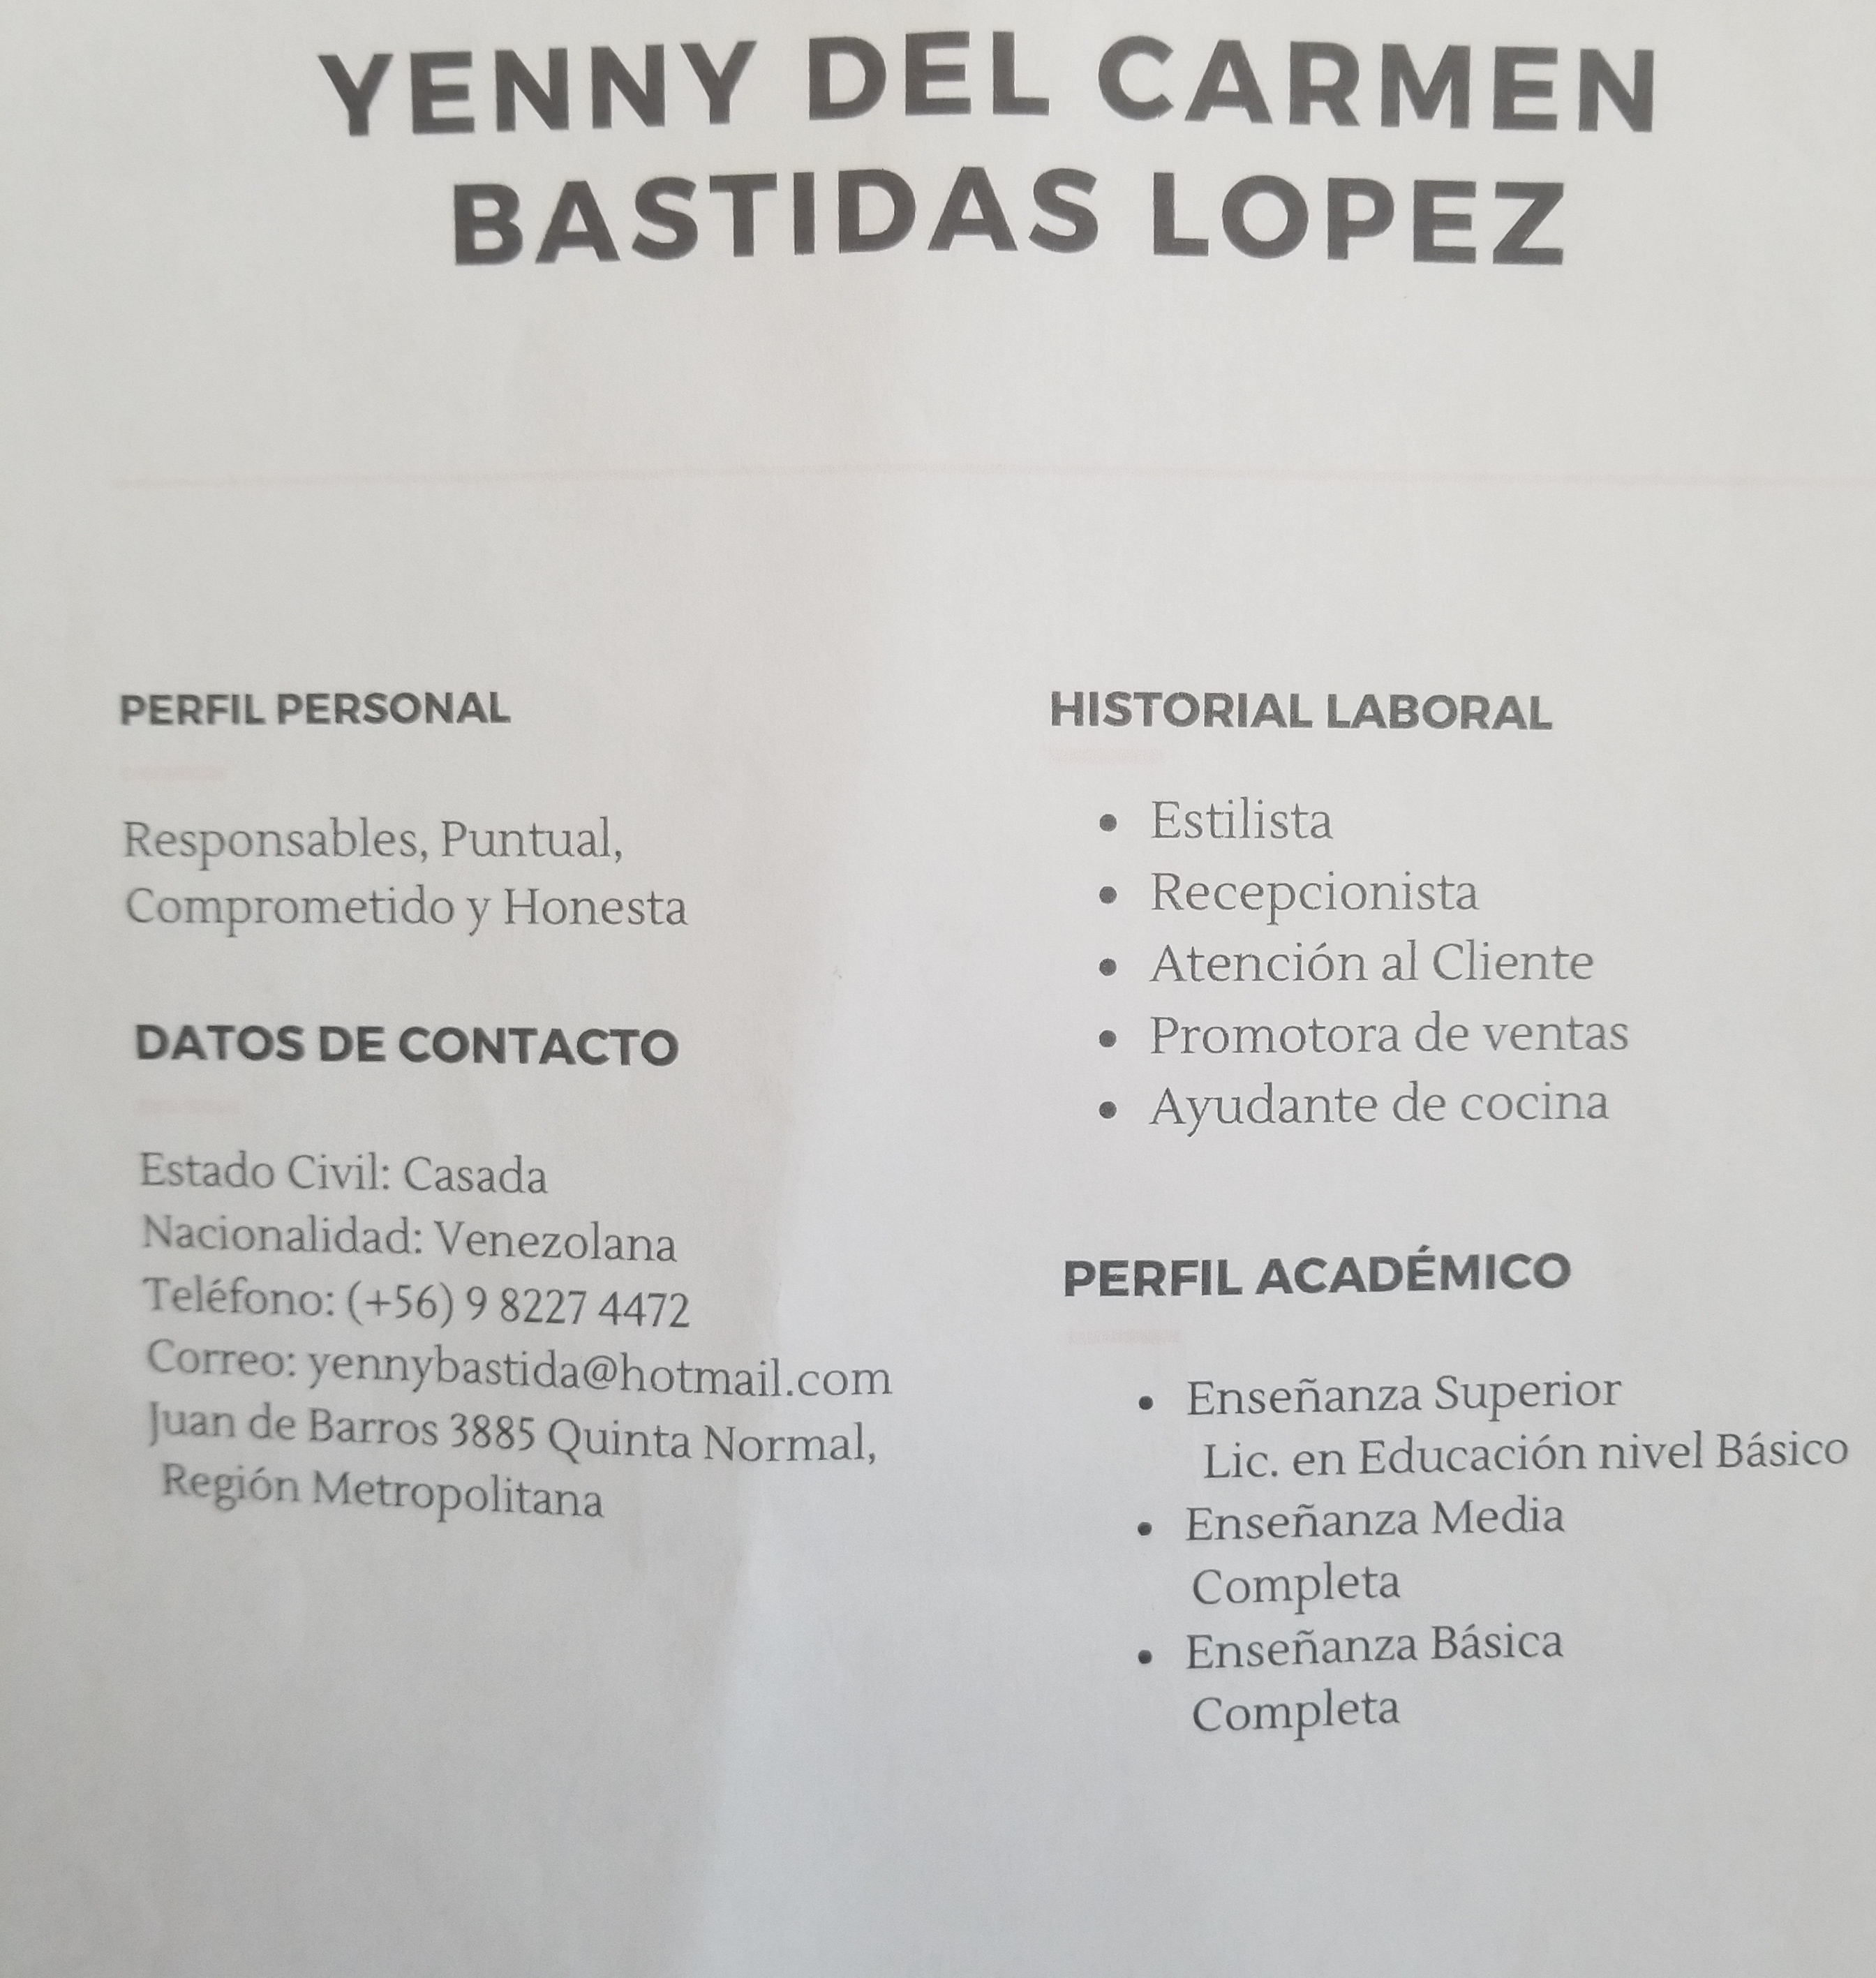 YENNY DEL CARMEN
BASTIDAS LOPEZ
PERFIL PERSONAL
Responsables, Puntual,
Comprometido y Honesta
DATOS DE CONTACTO
Estado Civil: Casada
Nacionalidad: Venezolana
Teléfono: (+56) 9 8227 4472
Correo: yennybastida@hotmail.com
Juan de Barros 3885 Quinta Normal,
Región Metropolitana
HISTORIAL LABORAL
• Estilista
• Recepcionista
• Atención al Cliente
• Promotora de ventas
• Ayudante de cocina
PERFIL ACADÉMICO
• Enseñanza Superior
Lic. en Educación nivel Básico
• Enseñanza Media
Completa
• Enseñanza Básica
Completa